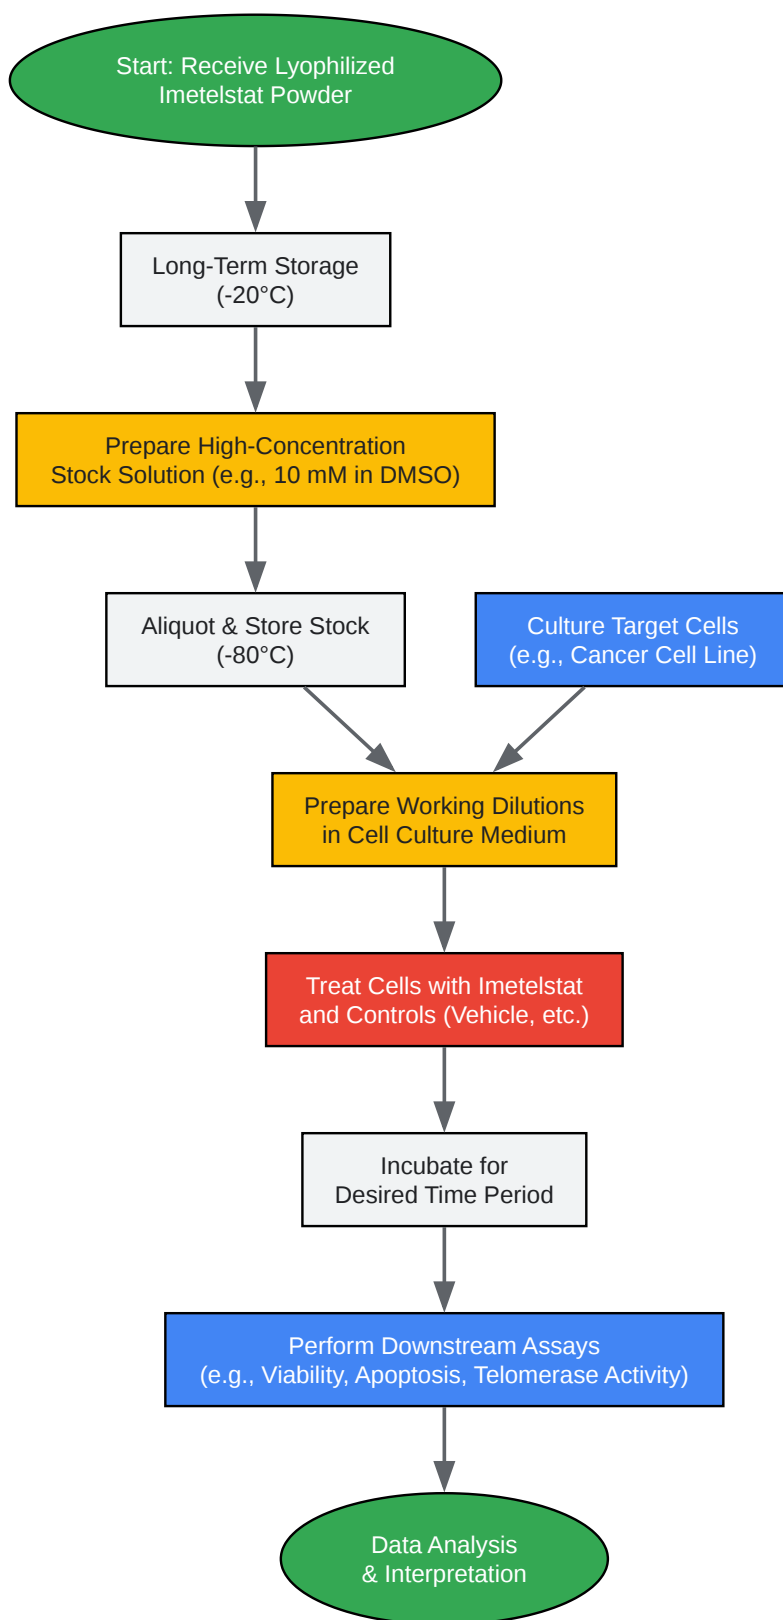 Start: Receive Lyophilized
Imetelstat Powder
Long-Term Storage
(-20°C)
Prepare High-Concentration
Stock Solution (e.g., 10 mM in DMSO)
Aliquot & Store Stock
(-80°C)
Culture Target Cells
(e.g., Cancer Cell Line)
Prepare Working Dilutions
in Cell Culture Medium
Treat Cells with Imetelstat
and Controls (Vehicle, etc.)
Incubate for
Desired Time Period
Perform Downstream Assays
(e.g., Viability, Apoptosis, Telomerase Activity)
Data Analysis
& Interpretation